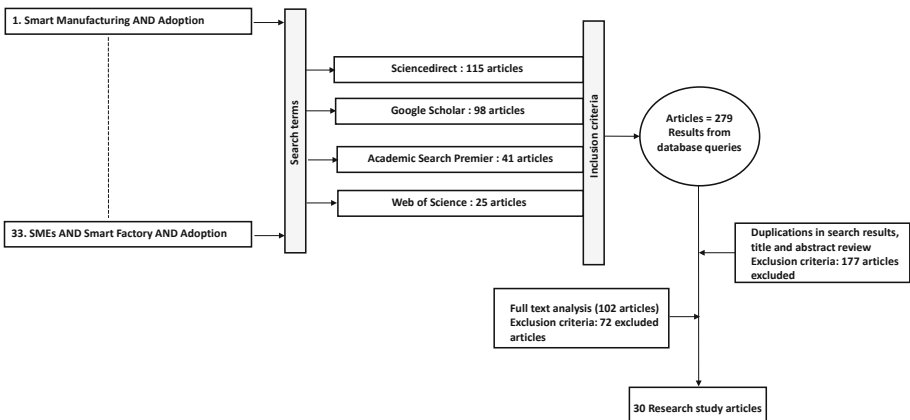 1. Smart Manufacturing AND Adoption
33. SMEs AND Smart Factory AND Adoption
Search terms
Sciencedirect : 115 articles
Google Scholar : 98 articles
Academic Search Premier : 41 articles
Web of Science : 25 articles
Inclusion criteria
Articles = 279
Results from
database queries
Duplications in search results,
title and abstract review
Exclusion criteria: 177 articles
excluded
Full text analysis (102 articles)
Exclusion criteria: 72 excluded
articles
30 Research study articles